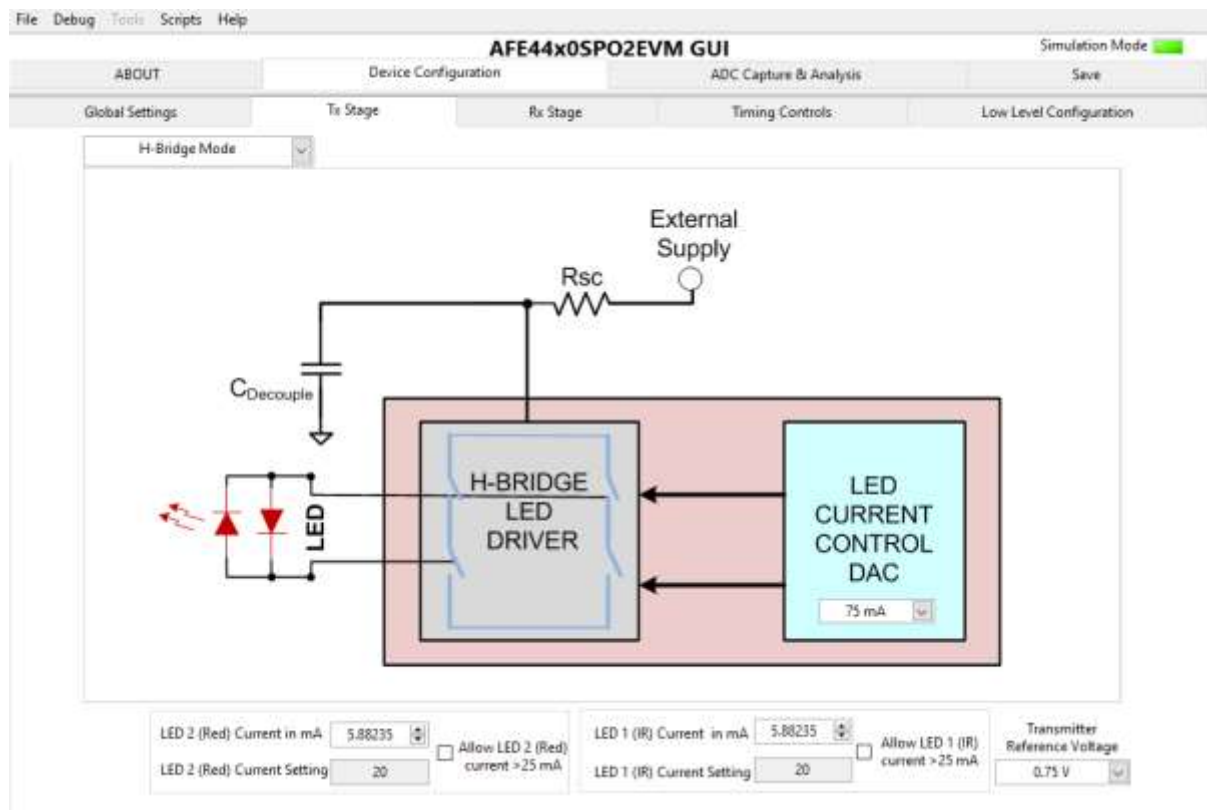 File Debug Tools Scripts Help
AFE44x0SPO2EVM GUI
Simulation Mode
ABOUT Device Configuration ADC Capture & Analysis Save
Global Settings Tx Stage Rx Stage Timing Controls Low Level Configuration
H-Bridge Mode
External
Supply
Rsc
CDecouple
LED
H-BRIDGE
LED
DRIVER
LED
CURRENT
CONTROL
DAC
75 mA
LED 2 (Red) Current in mA 5.88235
LED 2 (Red) Current Setting 20
Allow LED 2 (Red)
current >25 mA
LED 1 (IR) Current in mA 5.88235
LED 1 (IR) Current Setting 20
Allow LED 1 (IR)
current >25 mA
Transmitter
Reference Voltage
0.75 V